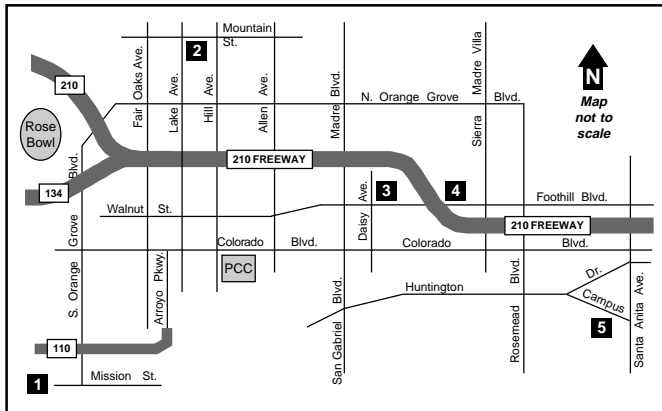 Mountain
St.
2
Fair Oaks Ave.
Lake Ave.
Hill Ave.
Allen Ave.
Madre Blvd.
Sierra Madre Villa
N
Map
not to
scale
210
N. Orange Grove Blvd.
Rose
Bowl
210 FREEWAY
134
3
4
Foothill Blvd.
Walnut St.
Daisy Ave.
210 FREEWAY
Colorado Blvd.
Colorado Blvd.
S. Orange Grove Blvd.
Arroyo Pkwy.
PCC
San Gabriel Blvd.
Huntington Dr.
Rosemead Blvd.
Campus
5
Santa Anita Ave.
110
1
Mission St.